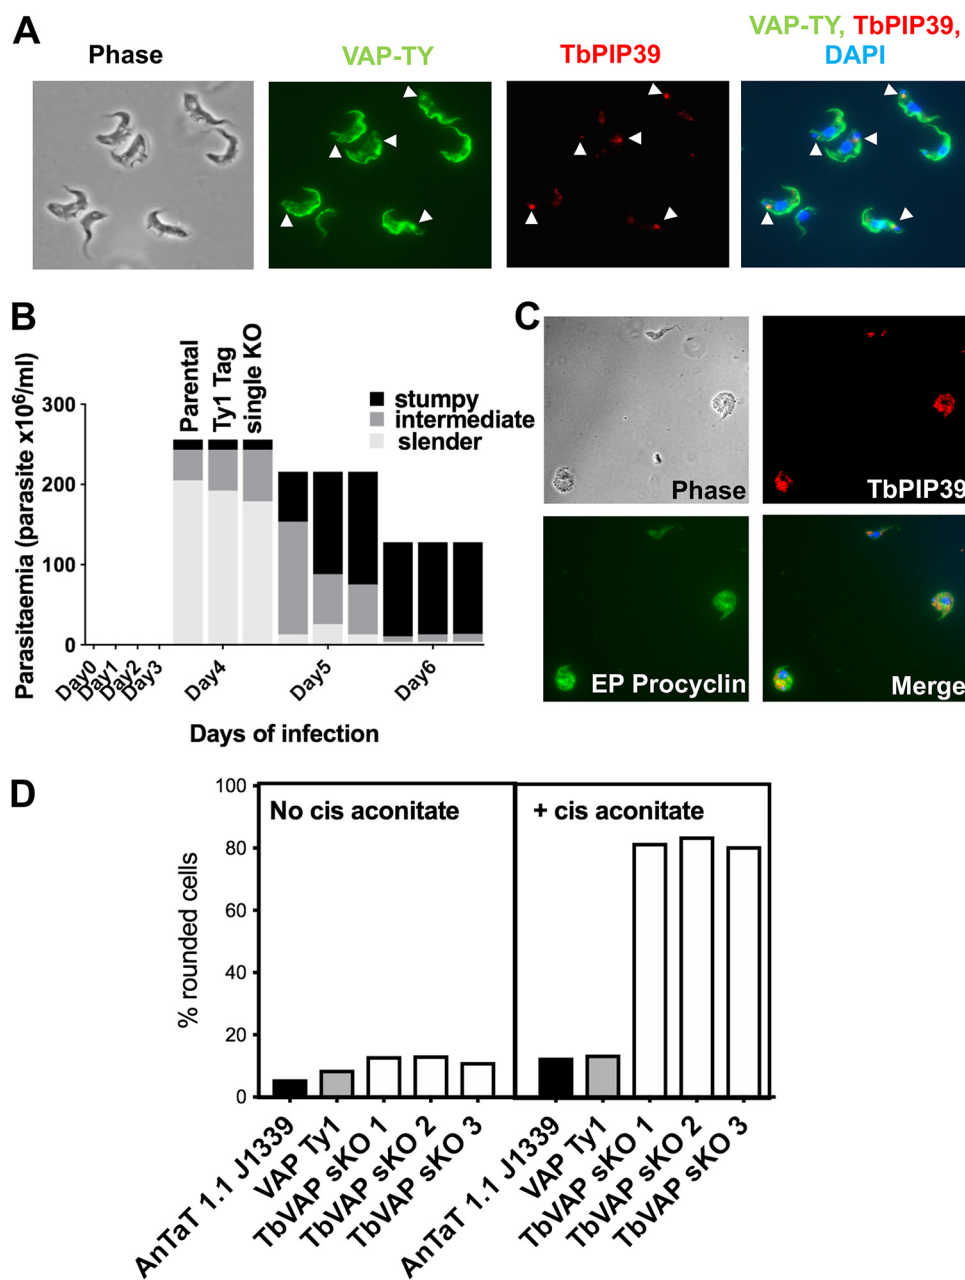 A
Phase
VAP-TY
TbPIP39
VAP-TY, TbPIP39,
DAPI
B
Parasitaemia (parasite x10⁶/ml)
300
200
100
0
Parental
Ty1 Tag
single KO
stumpy
intermediate
slender
Day0
Day1
Day2
Day3
Day4
Day5
Day6
Days of infection
C
Phase
TbPIP39
EP Procyclin
Merge
D
% rounded cells
100
80
60
40
20
0
No cis aconitate
+ cis aconitate
AnTaT 1.1 J1339
VAP Ty1
TbVAP sKO 1
TbVAP sKO 2
TbVAP sKO 3
AnTaT 1.1 J1339
VAP Ty1
TbVAP sKO 1
TbVAP sKO 2
TbVAP sKO 3